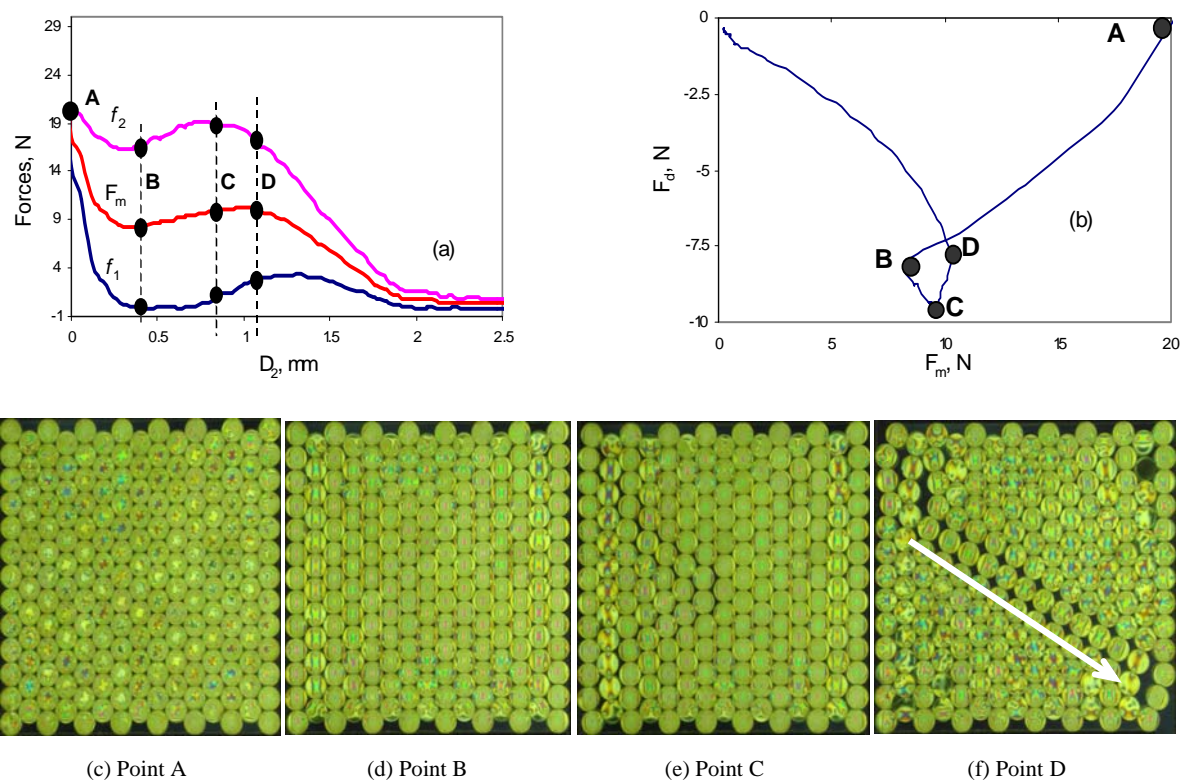 29
24
19
14
9
4
-1
Forces, N
A
f2
B
C
D
Fm
f1
(a)
0
0.5
1
1.5
2
2.5
D2, mm
0
-2.5
-5
-7.5
-10
Fd, N
A
(b)
B
D
C
0
5
10
15
20
Fm, N
(c) Point A
(d) Point B
(e) Point C
(f) Point D